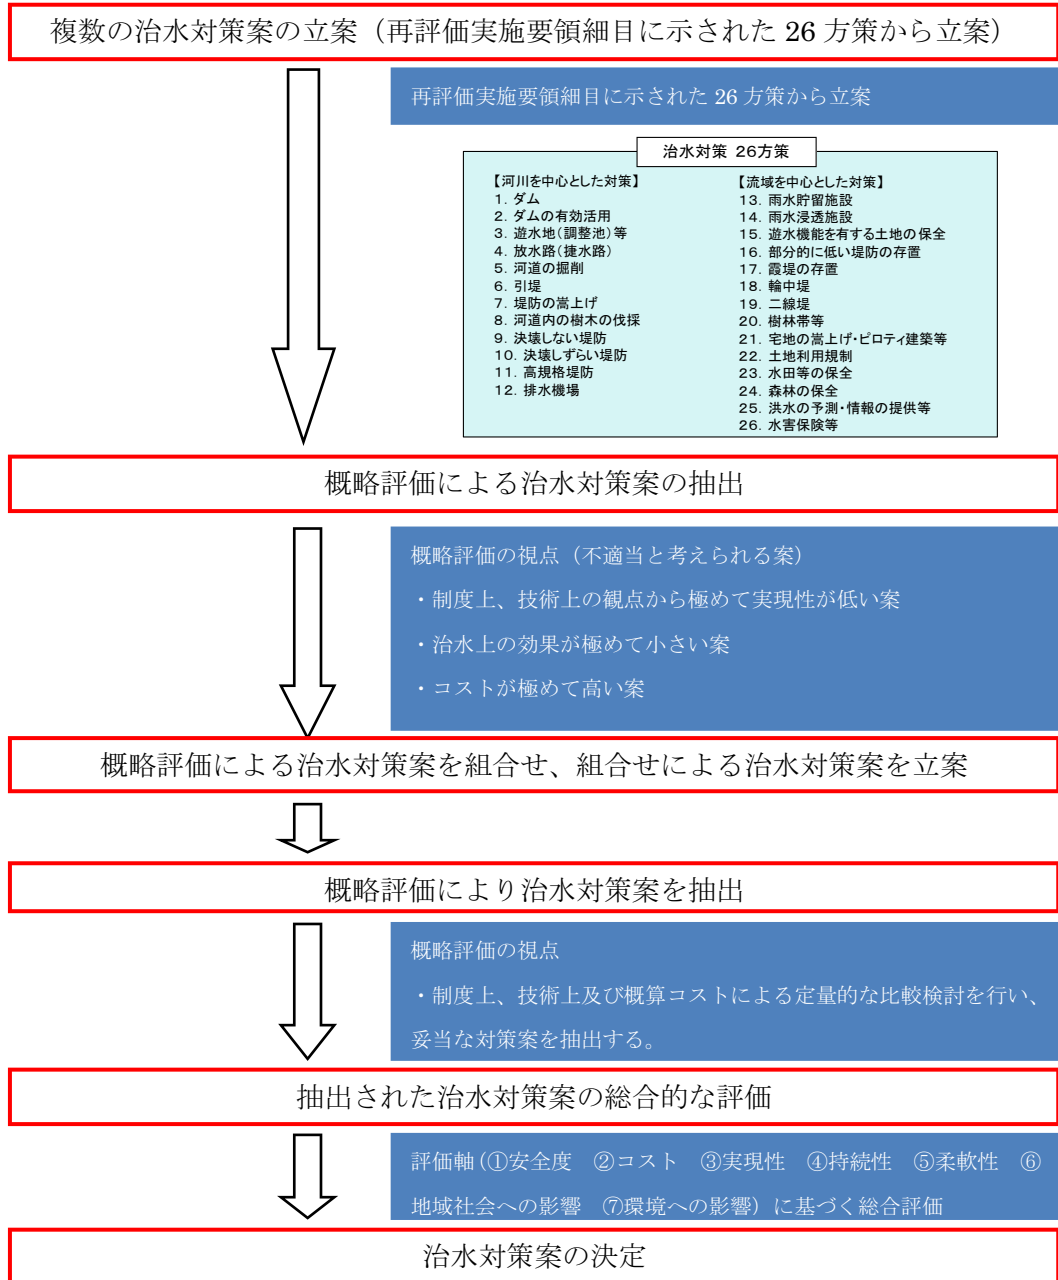 複数の治水対策案の立案（再評価実施要領細目に示された 26 方策から立案）
再評価実施要領細目に示された 26 方策から立案
治水対策 26方策
【河川を中心とした対策】
1. ダム
2. ダムの有効活用
3. 遊水地(調整池)等
4. 放水路(捷水路)
5. 河道の掘削
6. 引堤
7. 堤防の嵩上げ
8. 河道内の樹木の伐採
9. 決壊しない堤防
10. 決壊しずらい堤防
11. 高規格堤防
12. 排水機場
【流域を中心とした対策】
13. 雨水貯留施設
14. 雨水浸透施設
15. 遊水機能を有する土地の保全
16. 部分的に低い堤防の存置
17. 霞堤の存置
18. 輪中堤
19. 二線堤
20. 樹林帯等
21. 宅地の嵩上げ・ピロティ建築等
22. 土地利用規制
23. 水田等の保全
24. 森林の保全
25. 洪水の予測・情報の提供等
26. 水害保険等
概略評価による治水対策案の抽出
概略評価の視点（不適当と考えられる案）
・制度上、技術上の観点から極めて実現性が低い案
・治水上の効果が極めて小さい案
・コストが極めて高い案
概略評価による治水対策案を組合せ、組合せによる治水対策案を立案
概略評価により治水対策案を抽出
概略評価の視点
・制度上、技術上及び概算コストによる定量的な比較検討を行い、
妥当な対策案を抽出する。
抽出された治水対策案の総合的な評価
評価軸(①安全度　②コスト　③実現性　④持続性　⑤柔軟性　⑥
地域社会への影響　⑦環境への影響）に基づく総合評価
治水対策案の決定